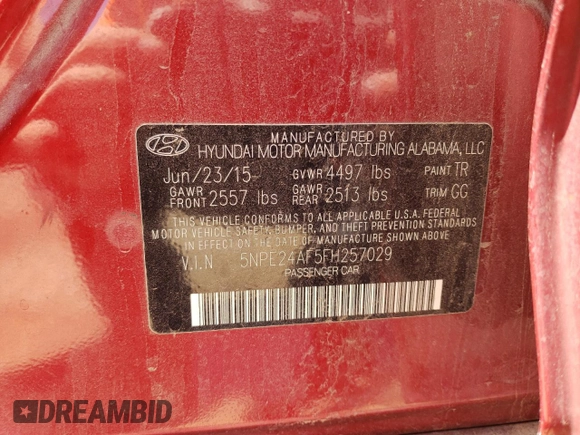 MANUFACTURED BY
HYUNDAI MOTOR MANUFACTURING ALABAMA, LLC
Jun/23/15 GVWR 4497 lbs PAINT TR
GAWR FRONT 2557 lbs GAWR REAR 2513 lbs TRIM GG
THIS VEHICLE CONFORMS TO ALL APPLICABLE U.S.A. FEDERAL
MOTOR VEHICLE SAFETY, BUMPER, AND THEFT PREVENTION STANDARDS
IN EFFECT ON THE DATE OF MANUFACTURE SHOWN ABOVE.
V.I.N 5NPE24AF5FH257029
PASSENGER CAR
DREAMBID